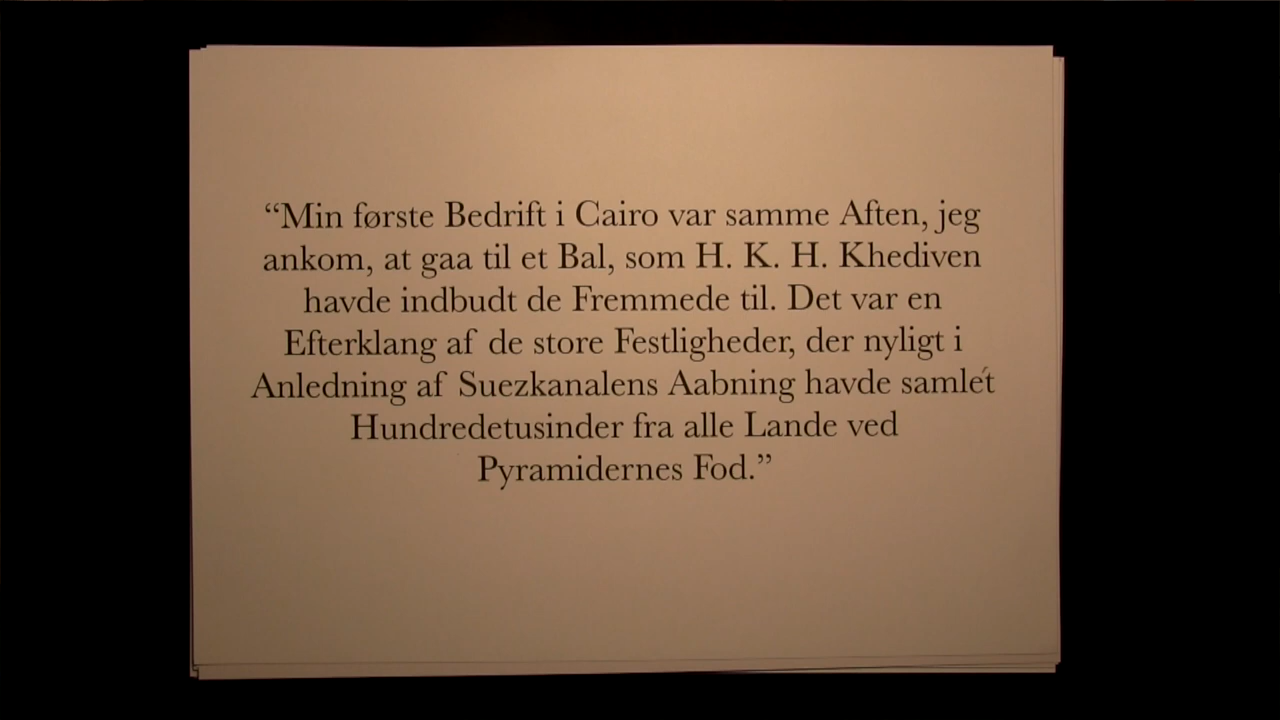 “Min første Bedrift i Cairo var samme Aften, jeg
ankom, at gaa til et Bal, som H. K. H. Khediven
havde indbudt de Fremmede til. Det var en
Efterklang af de store Festligheder, der nyligt i
Anledning af Suezkanalens Aabning havde samlet
Hundredetusinder fra alle Lande ved
Pyramidernes Fod.”